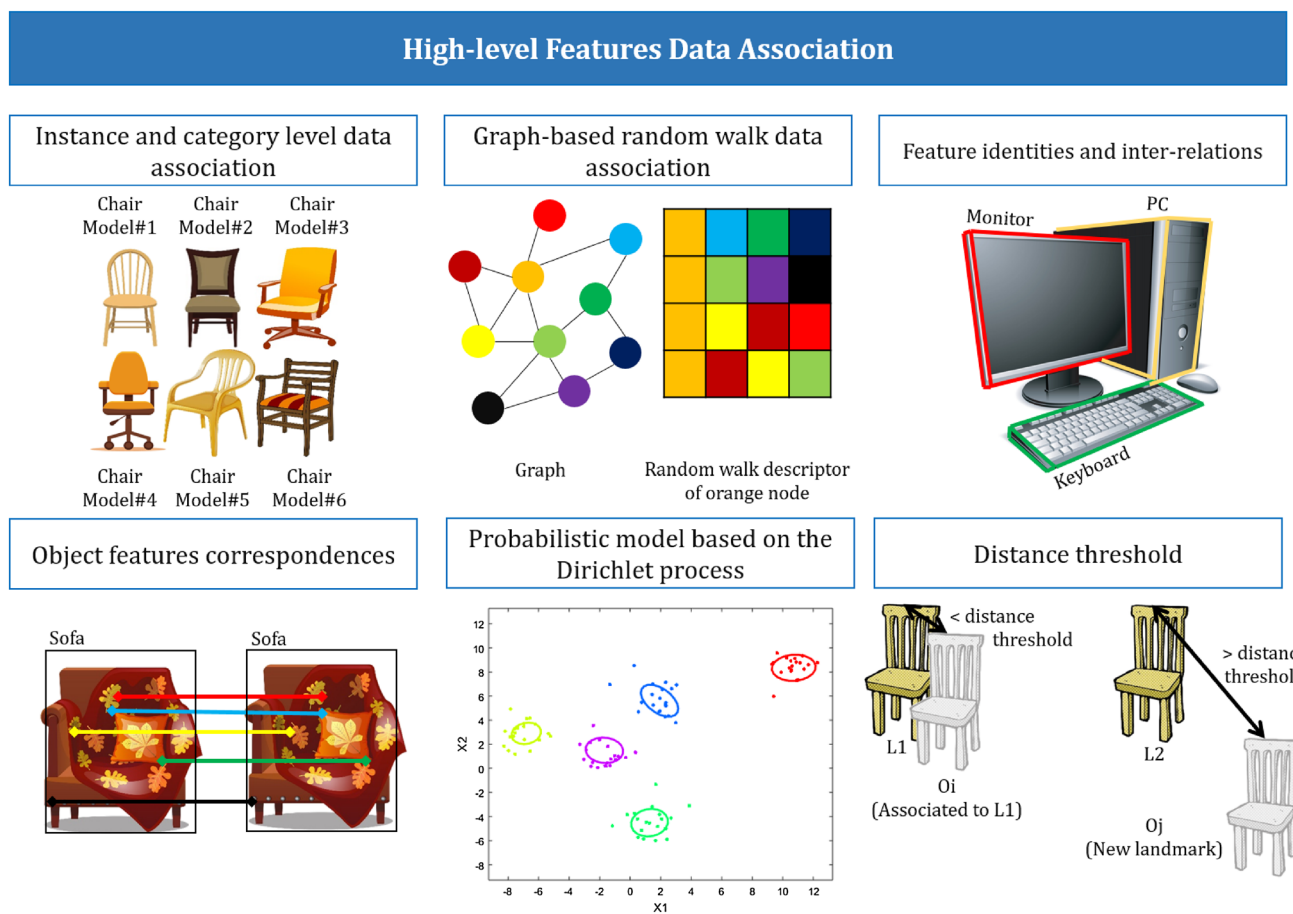 High-level Features Data Association
Instance and category level data
association
Chair
Model#1
Chair
Model#2
Chair
Model#3
Chair
Model#4
Chair
Model#5
Chair
Model#6
Graph-based random walk data
association
Graph
Random walk descriptor
of orange node
Feature identities and inter-relations
Monitor
PC
Keyboard
Object features correspondences
Sofa
Sofa
Probabilistic model based on the
Dirichlet process
X2
12
10
8
6
4
2
0
-2
-4
-6
-8
-8
-6
-4
-2
0
2
4
6
8
10
12
X1
Distance threshold
< distance
threshold
L1
Oi
(Associated to L1)
> distan
threshol
L2
Oj
(New landmark)